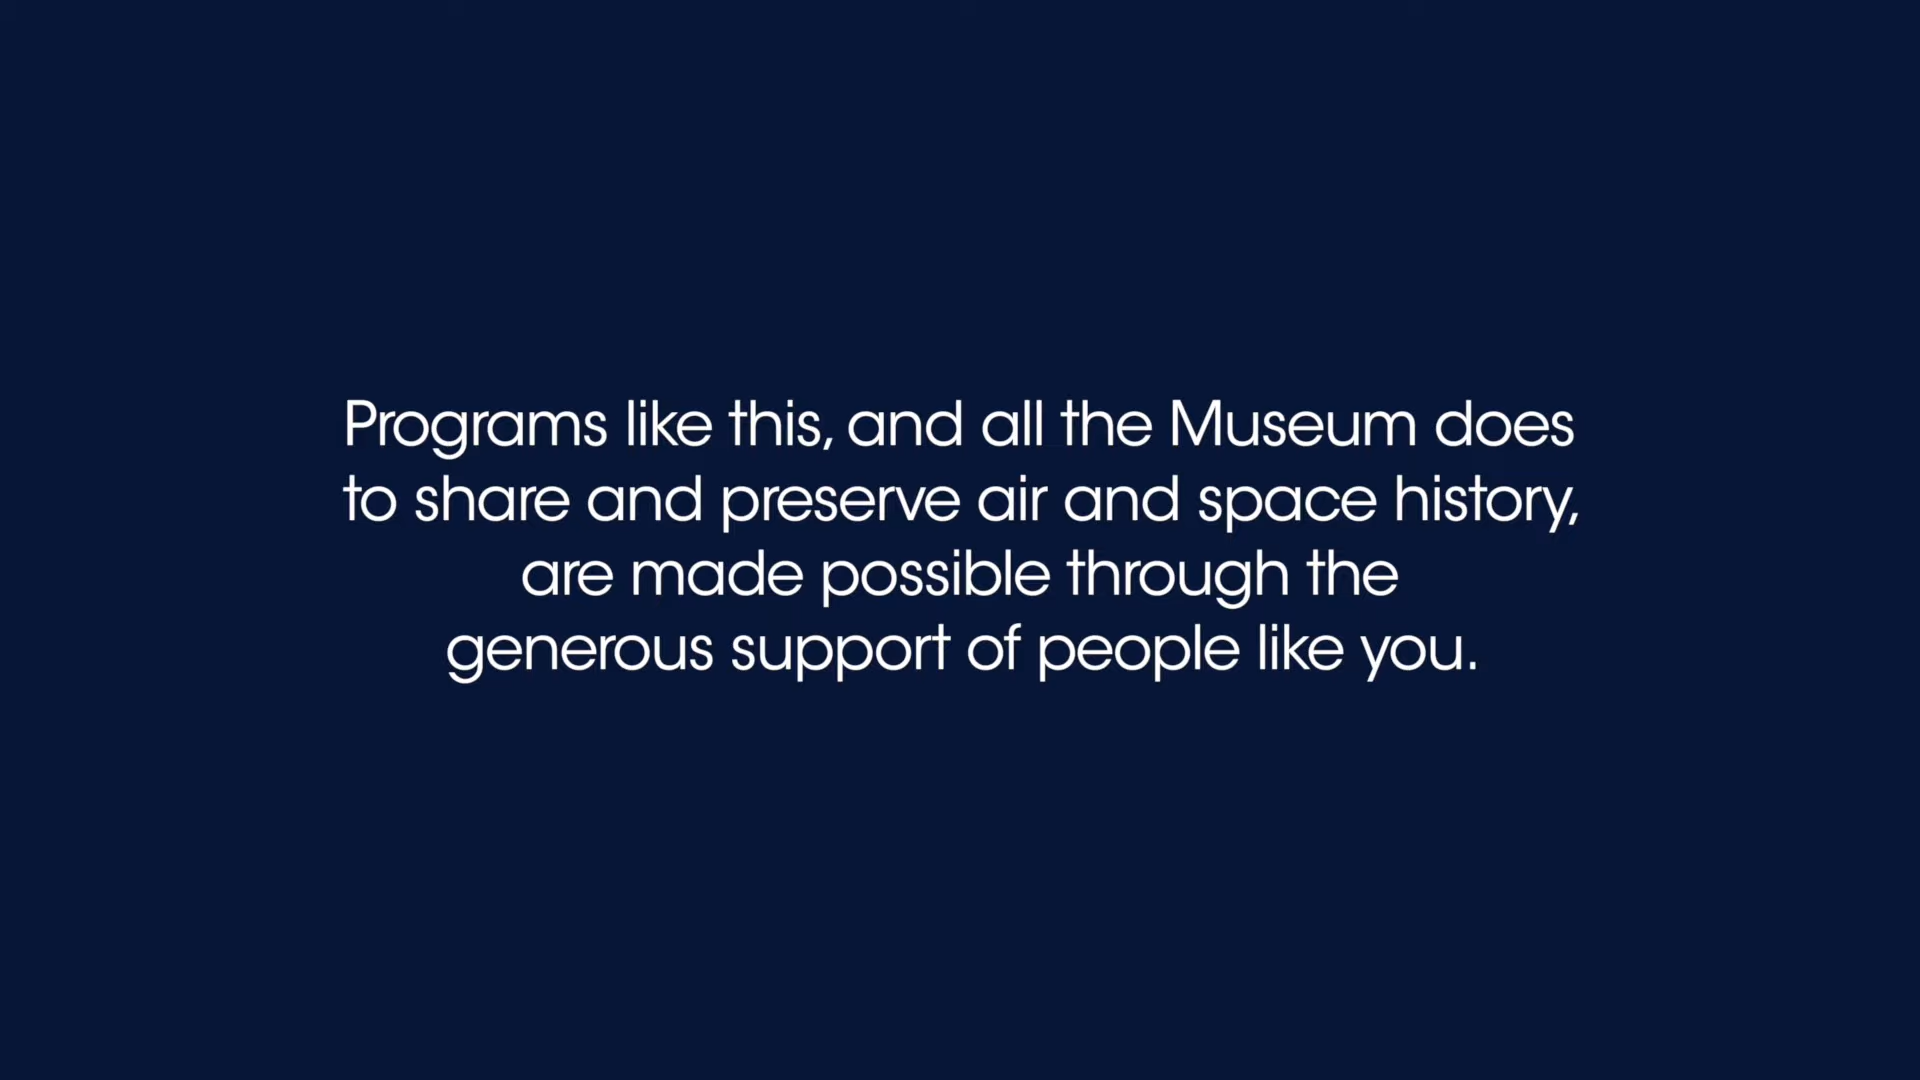 Programs like this, and all the Museum does
to share and preserve air and space history,
are made possible through the
generous support of people like you.